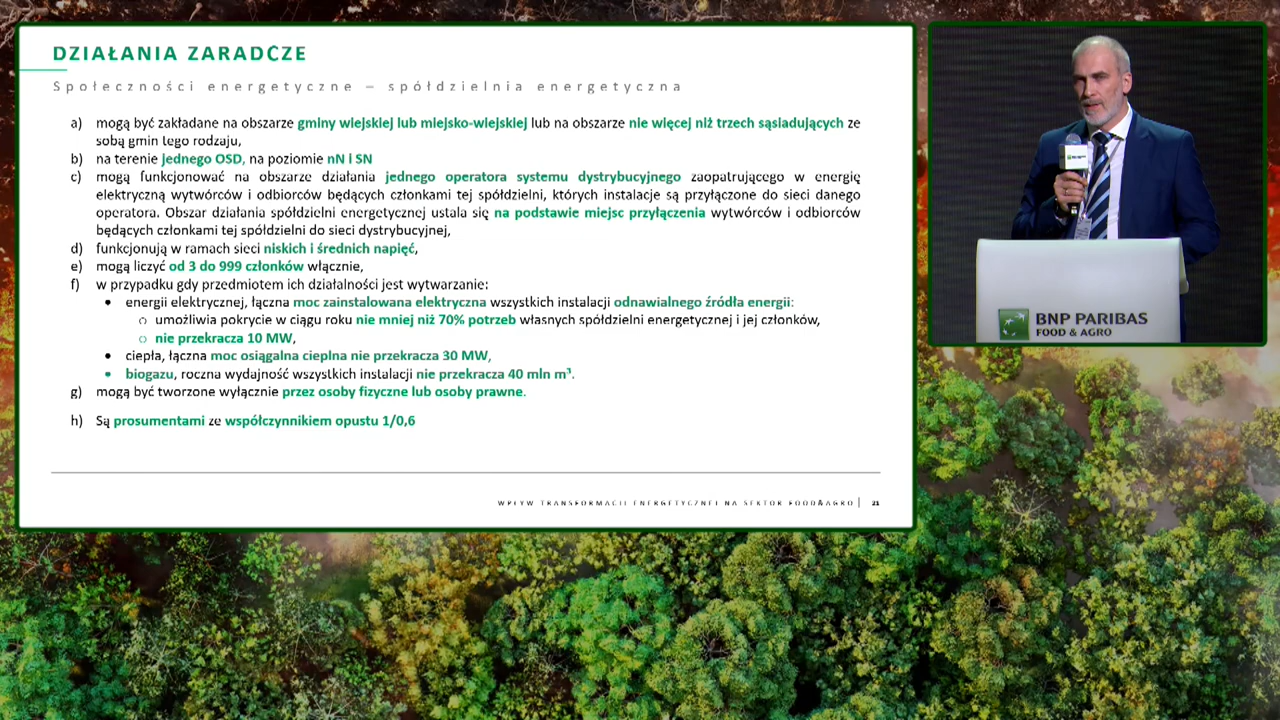 DZIAŁANIA ZARADCZE
Społeczności energetyczne – spółdzielnia energetyczna
a) mogą być zakładane na obszarze gminy wiejskiej lub miejsko-wiejskiej lub na obszarze nie więcej niż trzech sąsiadujących ze
sobą gmin tego rodzaju,
b) na terenie jednego OSD, na poziomie nN i SN
c) mogą funkcjonować na obszarze działania jednego operatora systemu dystrybucyjnego zaopatrującego w energię
elektryczną wytwórców i odbiorców będących członkami tej spółdzielni, których instalacje są przyłączone do sieci danego
operatora. Obszar działania spółdzielni energetycznej ustala się na podstawie miejsc przyłączenia wytwórców i odbiorców
będących członkami tej spółdzielni do sieci dystrybucyjnej,
d) funkcjonują w ramach sieci niskich i średnich napięć,
e) mogą liczyć od 3 do 999 członków włącznie,
f) w przypadku gdy przedmiotem ich działalności jest wytwarzanie:
• energii elektrycznej, łączna moc zainstalowana elektryczna wszystkich instalacji odnawialnego źródła energii:
○ umożliwia pokrycie w ciągu roku nie mniej niż 70% potrzeb własnych spółdzielni energetycznej i jej członków,
○ nie przekracza 10 MW,
• ciepła, łączna moc osiągalna cieplna nie przekracza 30 MW,
• biogazu, roczna wydajność wszystkich instalacji nie przekracza 40 mln m³.
g) mogą być tworzone wyłącznie przez osoby fizyczne lub osoby prawne.
h) Są prosumentami ze współczynnikiem opustu 1/0,6
WPŁYW TRANSFORMACJI ENERGETYCZNEJ NA SEKTOR FOOD&AGRO | 21
BNP PARIBAS
FOOD & AGRO